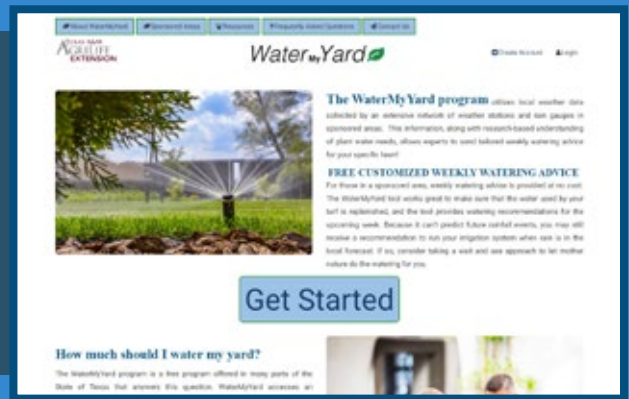 About WaterMyYard Sponsored Areas Resources Frequently Asked Questions Contact Us
TEXAS A&M
AGRILIFE
EXTENSION
Water My Yard
Create Account Login
The WaterMyYard program utilizes local weather data
collected by an extensive network of weather stations and rain gauges in
sponsored areas. This information, along with research-based understanding
of plant water needs, allows experts to send tailored weekly watering advice
for your specific lawn!
FREE CUSTOMIZED WEEKLY WATERING ADVICE
For those in a sponsored area, weekly watering advice is provided at no cost.
The WaterMyYard tool works great to make sure that the water used by your
turf is replenished, and the tool provides watering recommendations for the
upcoming week. Because it can't predict future rainfall events, you may still
receive a recommendation to run your irrigation system when rain is in the
local forecast. If so, consider taking a wait and see approach to let mother
nature do the watering for you.
Get Started
How much should I water my yard?
The WaterMyYard program is a free program offered in many parts of the
State of Texas that answers this question. WaterMyYard accesses an